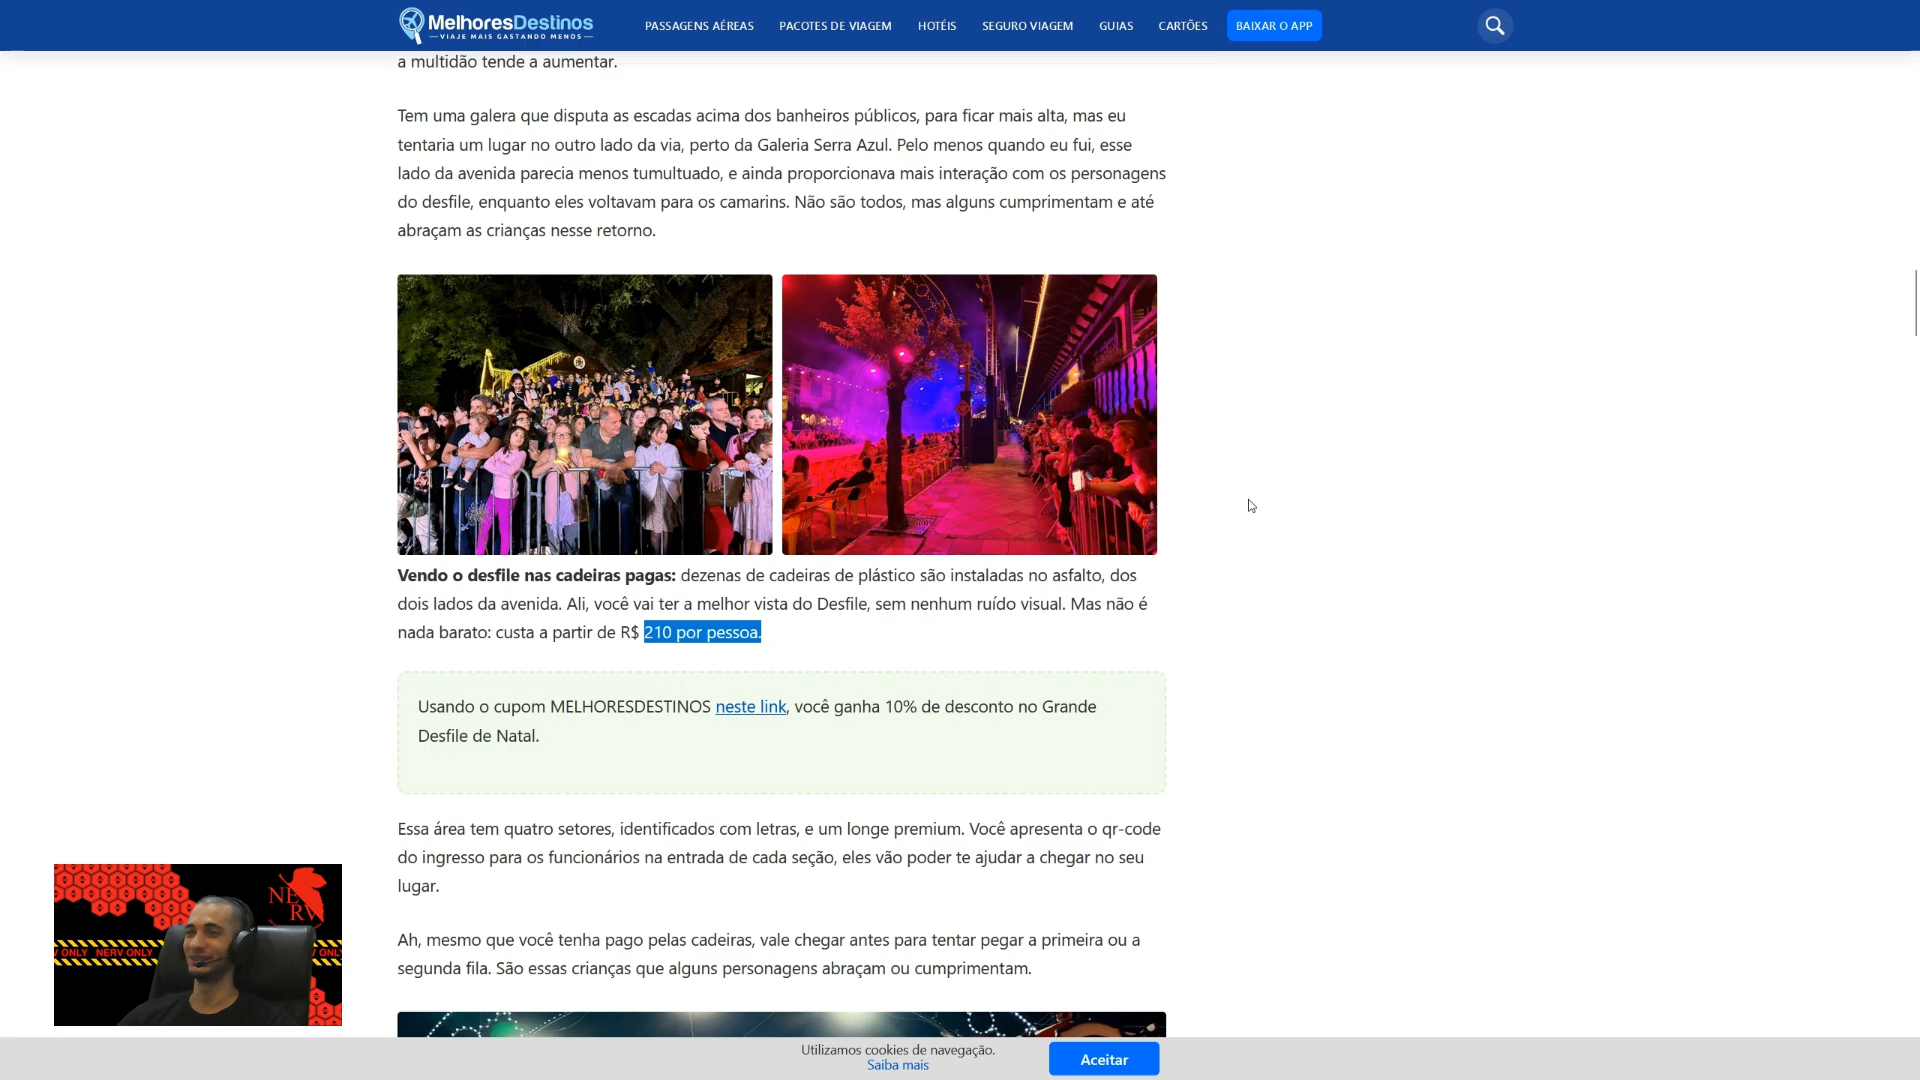 MelhoresDestinos
VIAJE MAIS GASTANDO MENOS
PASSAGENS AÉREAS
PACOTES DE VIAGEM
HOTÉIS
SEGURO VIAGEM
GUIAS
CARTÕES
BAIXAR O APP
a multidão tende a aumentar.
Tem uma galera que disputa as escadas acima dos banheiros públicos, para ficar mais alta, mas eu
tentaria um lugar no outro lado da via, perto da Galeria Serra Azul. Pelo menos quando eu fui, esse
lado da avenida parecia menos tumultuado, e ainda proporcionava mais interação com os personagens
do desfile, enquanto eles voltavam para os camarins. Não são todos, mas alguns cumprimentam e até
abraçam as crianças nesse retorno.
Vendo o desfile nas cadeiras pagas: dezenas de cadeiras de plástico são instaladas no asfalto, dos
dois lados da avenida. Ali, você vai ter a melhor vista do Desfile, sem nenhum ruído visual. Mas não é
nada barato: custa a partir de R$ 210 por pessoa.
Usando o cupom MELHORESDESTINOS neste link, você ganha 10% de desconto no Grande
Desfile de Natal.
Essa área tem quatro setores, identificados com letras, e um longe premium. Você apresenta o qr-code
do ingresso para os funcionários na entrada de cada seção, eles vão poder te ajudar a chegar no seu
lugar.
Ah, mesmo que você tenha pago pelas cadeiras, vale chegar antes para tentar pegar a primeira ou a
segunda fila. São essas crianças que alguns personagens abraçam ou cumprimentam.
NERV
ONLY NERV ONLY
ONL
Utilizamos cookies de navegação.
Saiba mais
Aceitar